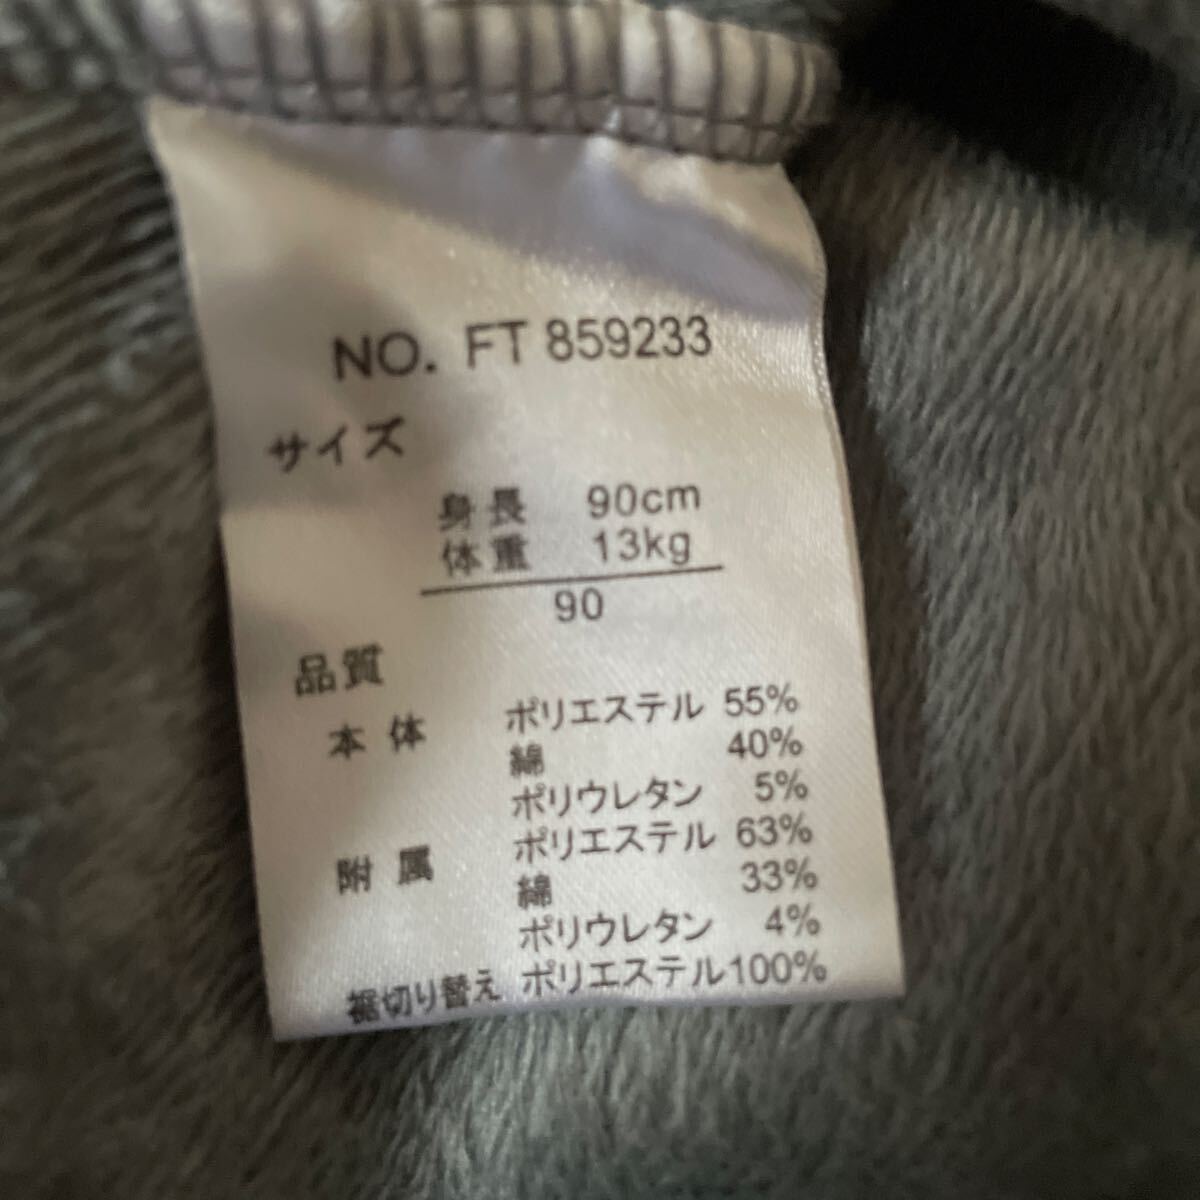 NO. FT 859233
サイズ
身長 90cm
体重 13kg
90
品質
本体 ポリエステル 55%
綿 40%
ポリウレタン 5%
附属 ポリエステル 63%
綿 33%
ポリウレタン 4%
裾切り替え ポリエステル100%